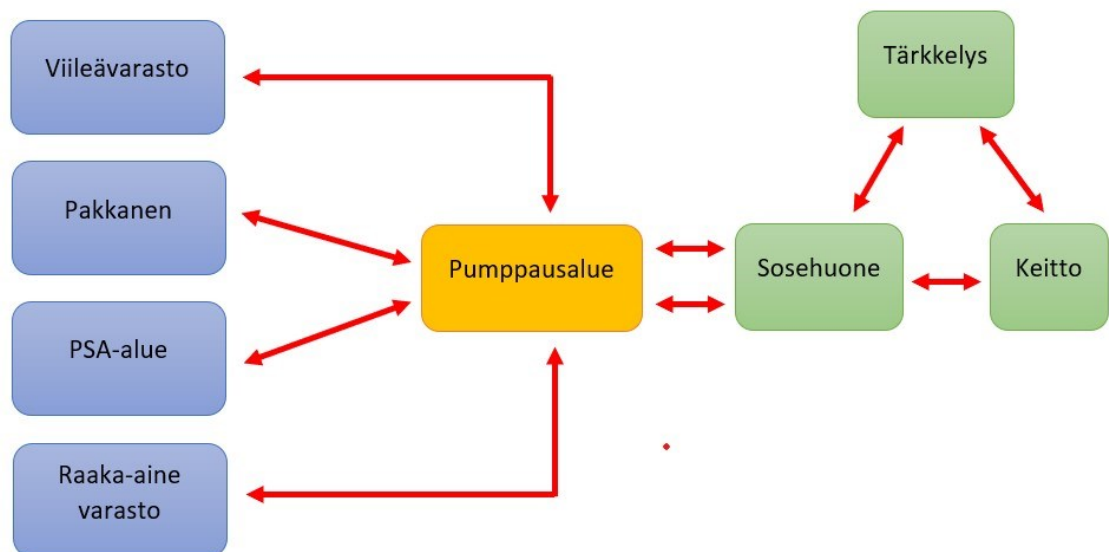 Viileävarasto
Pakkanen
PSA-alue
Raaka-aine
varasto
Pumppausalue
Tärkkelys
Sosehuone
Keitto